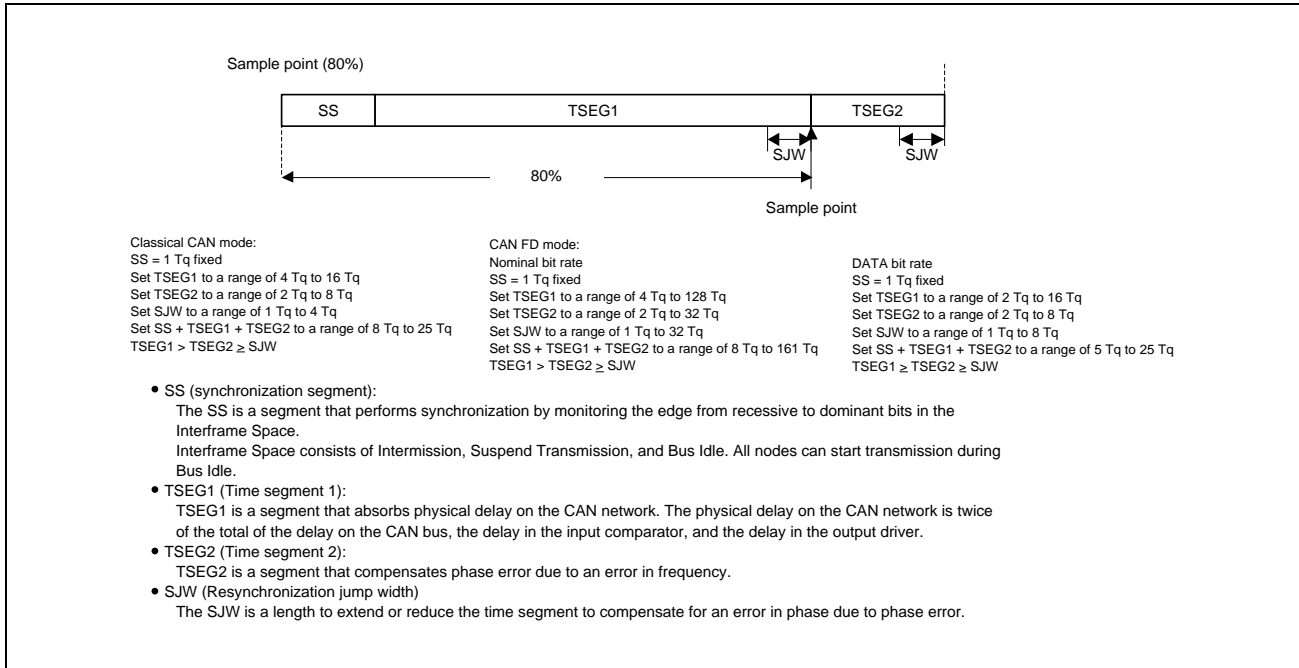 Sample point (80%)
SS
TSEG1
TSEG2
SJW
SJW
80%
Sample point
Classical CAN mode:
SS = 1 Tq fixed
Set TSEG1 to a range of 4 Tq to 16 Tq
Set TSEG2 to a range of 2 Tq to 8 Tq
Set SJW to a range of 1 Tq to 4 Tq
Set SS + TSEG1 + TSEG2 to a range of 8 Tq to 25 Tq
TSEG1 > TSEG2 ≥ SJW
CAN FD mode:
Nominal bit rate
SS = 1 Tq fixed
Set TSEG1 to a range of 4 Tq to 128 Tq
Set TSEG2 to a range of 2 Tq to 32 Tq
Set SJW to a range of 1 Tq to 32 Tq
Set SS + TSEG1 + TSEG2 to a range of 8 Tq to 161 Tq
TSEG1 > TSEG2 ≥ SJW
DATA bit rate
SS = 1 Tq fixed
Set TSEG1 to a range of 2 Tq to 16 Tq
Set TSEG2 to a range of 2 Tq to 8 Tq
Set SJW to a range of 1 Tq to 8 Tq
Set SS + TSEG1 + TSEG2 to a range of 5 Tq to 25 Tq
TSEG1 ≥ TSEG2 ≥ SJW
• SS (synchronization segment):
The SS is a segment that performs synchronization by monitoring the edge from recessive to dominant bits in the
Interframe Space.
Interframe Space consists of Intermission, Suspend Transmission, and Bus Idle. All nodes can start transmission during
Bus Idle.
• TSEG1 (Time segment 1):
TSEG1 is a segment that absorbs physical delay on the CAN network. The physical delay on the CAN network is twice
of the total of the delay on the CAN bus, the delay in the input comparator, and the delay in the output driver.
• TSEG2 (Time segment 2):
TSEG2 is a segment that compensates phase error due to an error in frequency.
• SJW (Resynchronization jump width)
The SJW is a length to extend or reduce the time segment to compensate for an error in phase due to phase error.